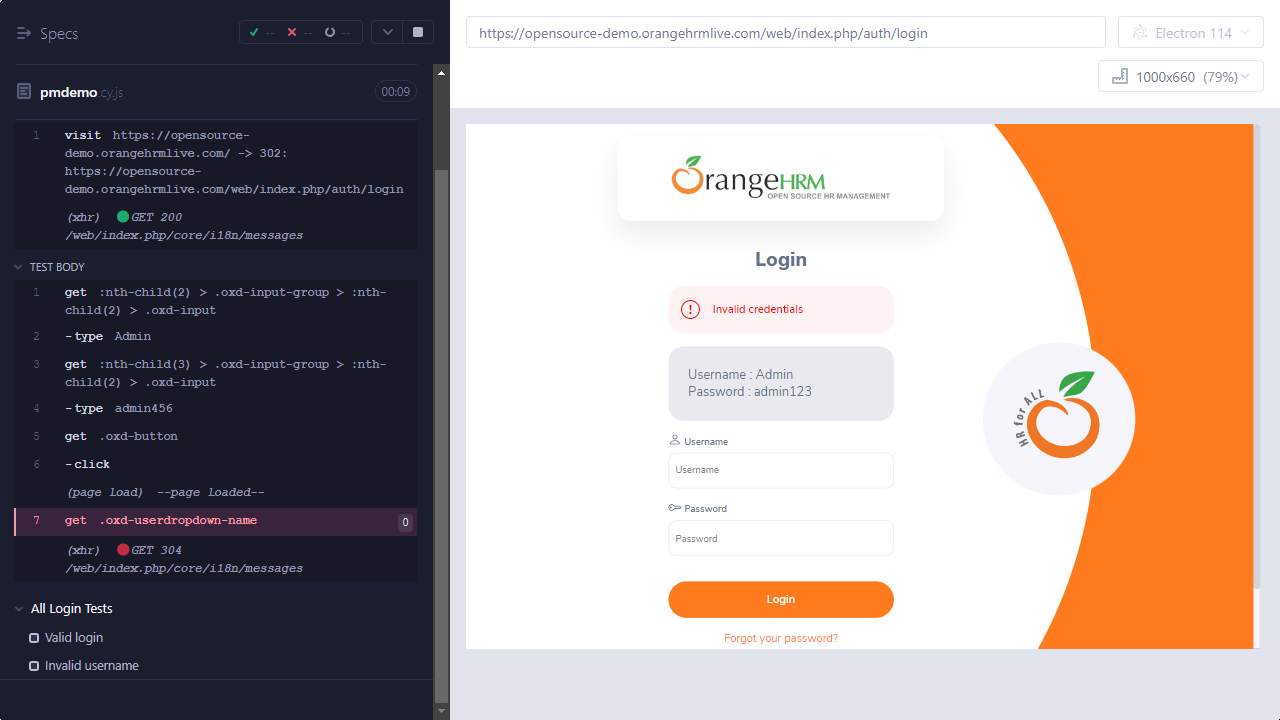 Specs
-- -- --
pmdemo.cy.js
00:09
1 visit https://opensource-
demo.orangehrmlive.com/ -> 302:
https://opensource-
demo.orangehrmlive.com/web/index.php/auth/login
(xhr) GET 200
/web/index.php/core/i18n/messages
TEST BODY
1 get :nth-child(2) > .oxd-input-group > :nth-
child(2) > .oxd-input
2 -type Admin
3 get :nth-child(3) > .oxd-input-group > :nth-
child(2) > .oxd-input
4 -type admin456
5 get .oxd-button
6 -click
(page load) --page loaded--
7 get .oxd-userdropdown-name 0
(xhr) GET 304
/web/index.php/core/i18n/messages
All Login Tests
Valid login
Invalid username
https://opensource-demo.orangehrmlive.com/web/index.php/auth/login
Electron 114
1000x660 (79%)
OrangeHRM
OPEN SOURCE HR MANAGEMENT
Login
Invalid credentials
Username : Admin
Password : admin123
Username
Username
Password
Password
Login
Forgot your password?
HR for ALL